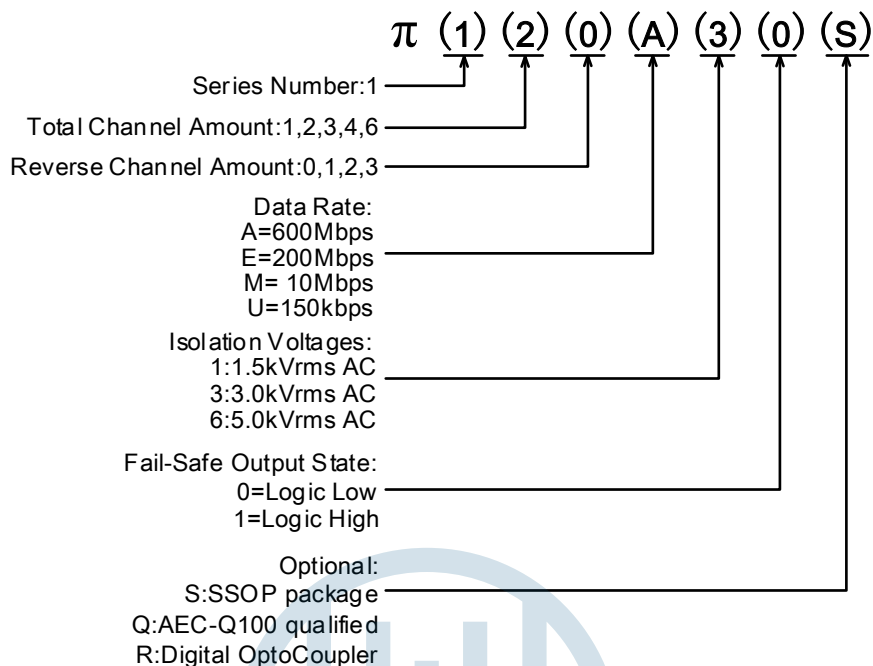 π (1) (2) (0) (A) (3) (0) (S)
Series Number:1
Total Channel Amount:1,2,3,4,6
Reverse Channel Amount:0,1,2,3
Data Rate:
A=600Mbps
E=200Mbps
M= 10Mbps
U=150kbps
Isolation Voltages:
1:1.5kVrms AC
3:3.0kVrms AC
6:5.0kVrms AC
Fail-Safe Output State:
0=Logic Low
1=Logic High
Optional:
S:SSOP package
Q:AEC-Q100 qualified
R:Digital OptoCoupler